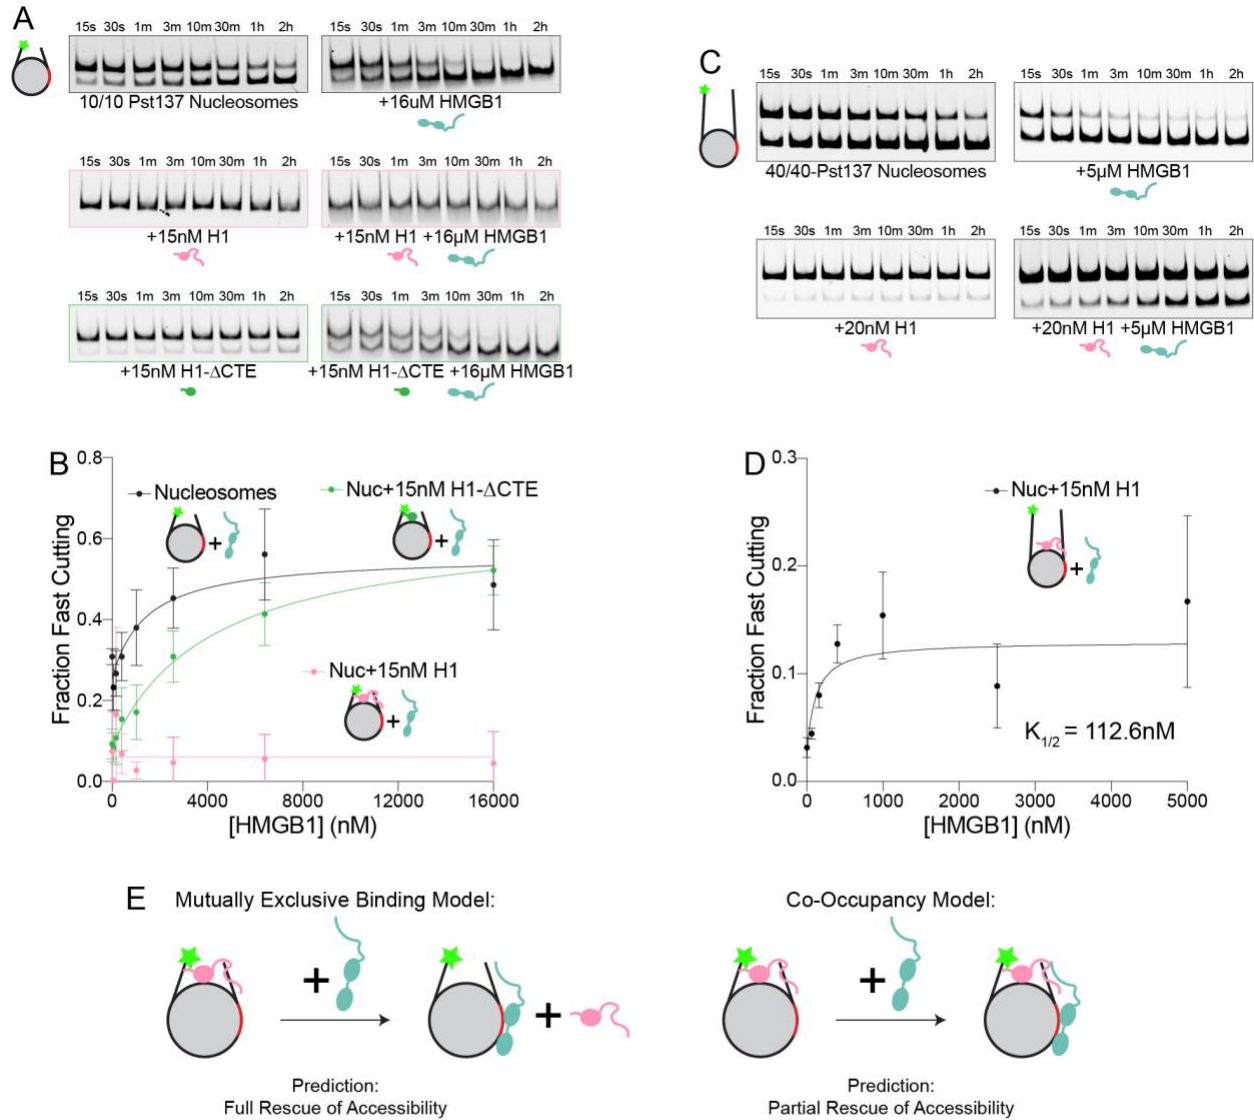 A
15s 30s 1m 3m 10m 30m 1h 2h
10/10 Pst137 Nucleosomes
15s 30s 1m 3m 10m 30m 1h 2h
+16uM HMGB1
15s 30s 1m 3m 10m 30m 1h 2h
+15nM H1
15s 30s 1m 3m 10m 30m 1h 2h
+15nM H1 +16µM HMGB1
15s 30s 1m 3m 10m 30m 1h 2h
+15nM H1-ΔCTE
15s 30s 1m 3m 10m 30m 1h 2h
+15nM H1-ΔCTE +16µM HMGB1
C
15s 30s 1m 3m 10m 30m 1h 2h
40/40-Pst137 Nucleosomes
15s 30s 1m 3m 10m 30m 1h 2h
+5µM HMGB1
15s 30s 1m 3m 10m 30m 1h 2h
+20nM H1
15s 30s 1m 3m 10m 30m 1h 2h
+20nM H1 +5µM HMGB1
B
Fraction Fast Cutting
0.8
0.6
0.4
0.2
0.0
Nucleosomes
+
Nuc+15nM H1-ΔCTE
+
Nuc+15nM H1
+
0 4000 8000 12000 16000
[HMGB1] (nM)
D
Fraction Fast Cutting
0.3
0.2
0.1
0.0
Nuc+15nM H1
+
K1/2 = 112.6nM
0 1000 2000 3000 4000 5000
[HMGB1] (nM)
E
Mutually Exclusive Binding Model:
+
+
Prediction:
Full Rescue of Accessibility
Co-Occupancy Model:
+
Prediction:
Partial Rescue of Accessibility